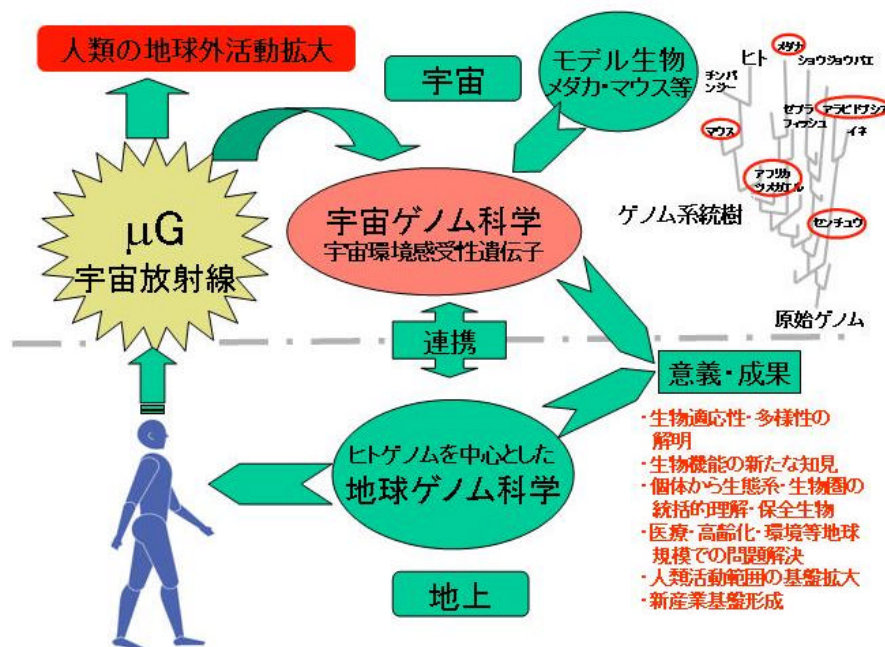 人類の地球外活動拡大
宇宙
モデル生物
メダカ・マウス等
μG
宇宙放射線
宇宙ゲノム科学
宇宙環境感受性遺伝子
ヒト
メダカ
ショウジョウバエ
チンパ
ンジー
ゼブラ
フィッシュ
アラビドプシス
イネ
マウス
アフリカ
ツメガエル
ゲノム系統樹
センチュウ
原始ゲノム
連携
意義・成果
・生物適応性・多様性の
解明
・生物機能の新たな知見
・個体から生態系・生物圏の
統括的理解・保全生物
・医療・高齢化・環境等地球
規模での問題解決
・人類活動範囲の基盤拡大
・新産業基盤形成
ヒトゲノムを中心とした
地球ゲノム科学
地上